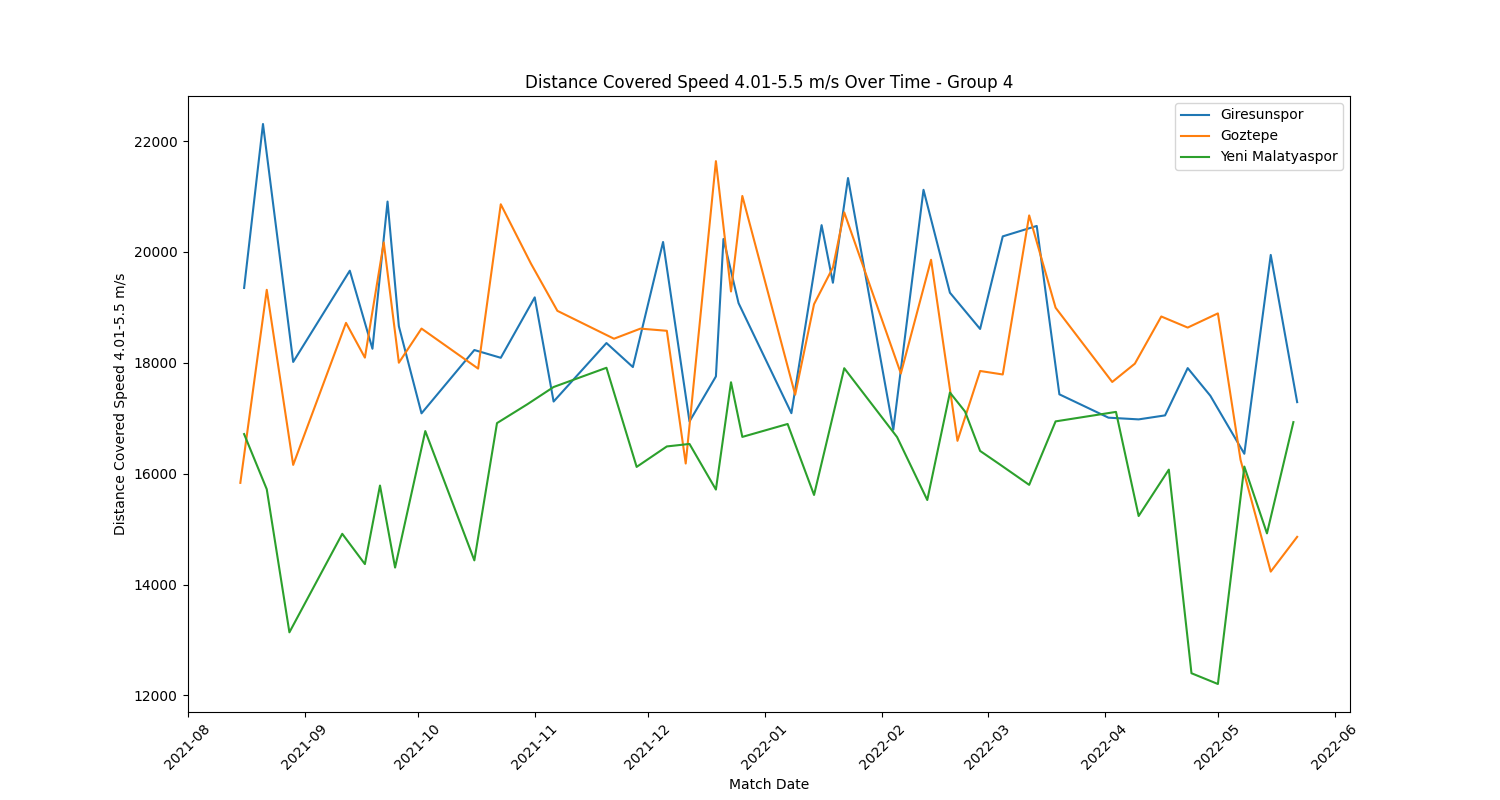 Distance Covered Speed 4.01-5.5 m/s Over Time - Group 4
Giresunspor
Goztepe
Yeni Malatyaspor
Distance Covered Speed 4.01-5.5 m/s
22000
20000
18000
16000
14000
12000
2021-08
2021-09
2021-10
2021-11
2021-12
2022-01
2022-02
2022-03
2022-04
2022-05
2022-06
Match Date